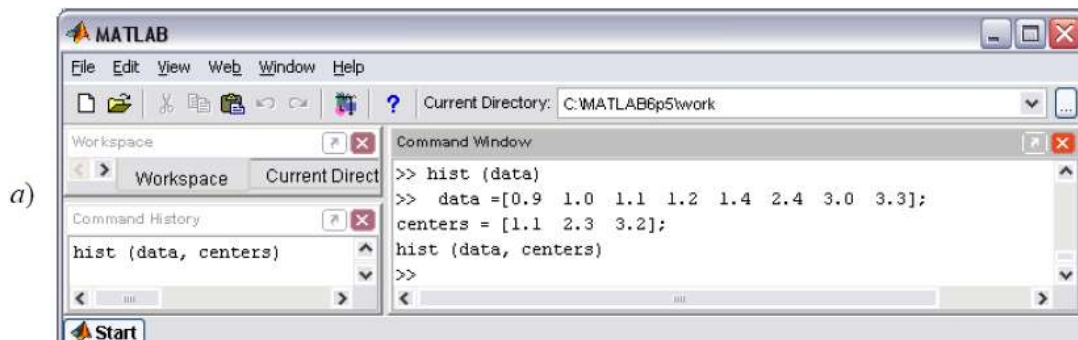 MATLAB
File Edit View Web Window Help
? Current Directory: C:\MATLAB6p5\work ...
Workspace
Workspace Current Direct
a)
Command History
hist (data, centers)
Command Window
>> hist (data)
>> data =[0.9 1.0 1.1 1.2 1.4 2.4 3.0 3.3];
centers = [1.1 2.3 3.2];
hist (data, centers)
>>
Start